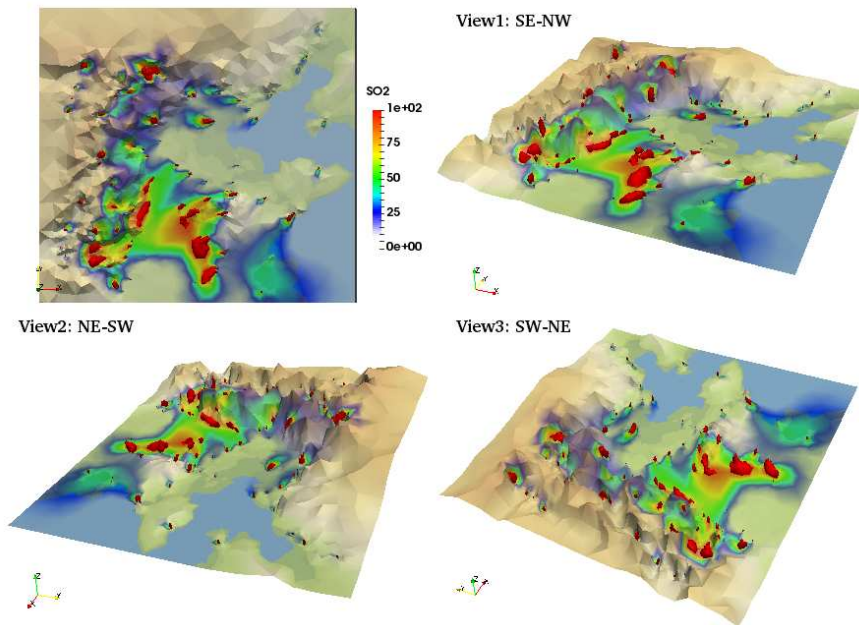 View1: SE-NW
SO2
1e+02
75
50
25
0e+00
Y
Z X
Z
Y
X
View2: NE-SW
View3: SW-NE
Z
X Y
Z
Y X